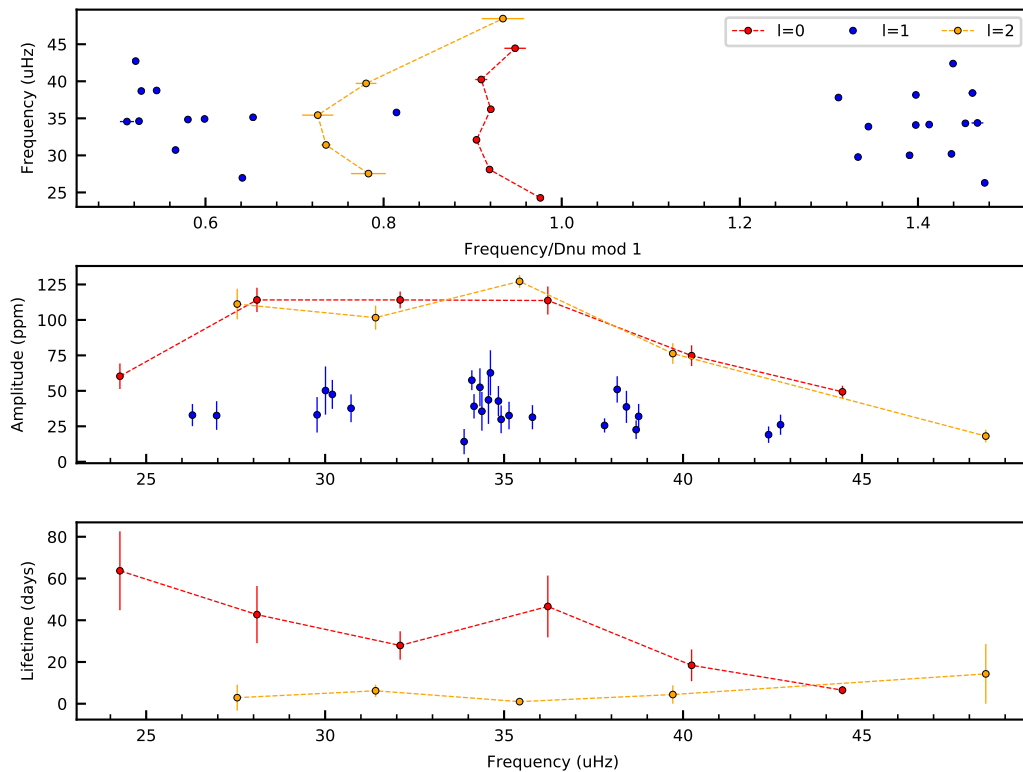 l=0 l=1 l=2
Frequency (uHz)
45
40
35
30
25
0.6 0.8 1.0 1.2 1.4
Frequency/Dnu mod 1
Amplitude (ppm)
125
100
75
50
25
0
25 30 35 40 45
Lifetime (days)
80
60
40
20
0
25 30 35 40 45
Frequency (uHz)